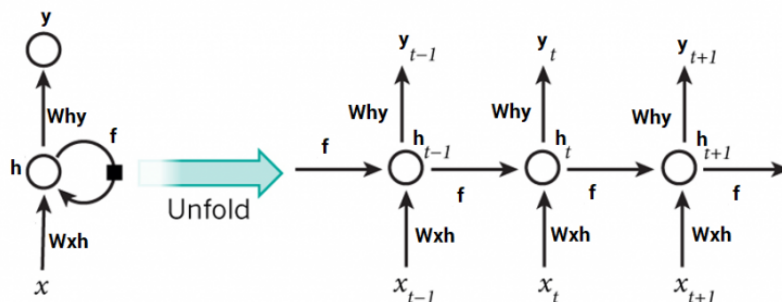 y
Why
f
h
Wxh
x
Unfold
y t-1
y t
y t+1
Why
Why
Why
f
h t-1
h t
h t+1
f
f
f
Wxh
Wxh
Wxh
x t-1
x t
x t+1